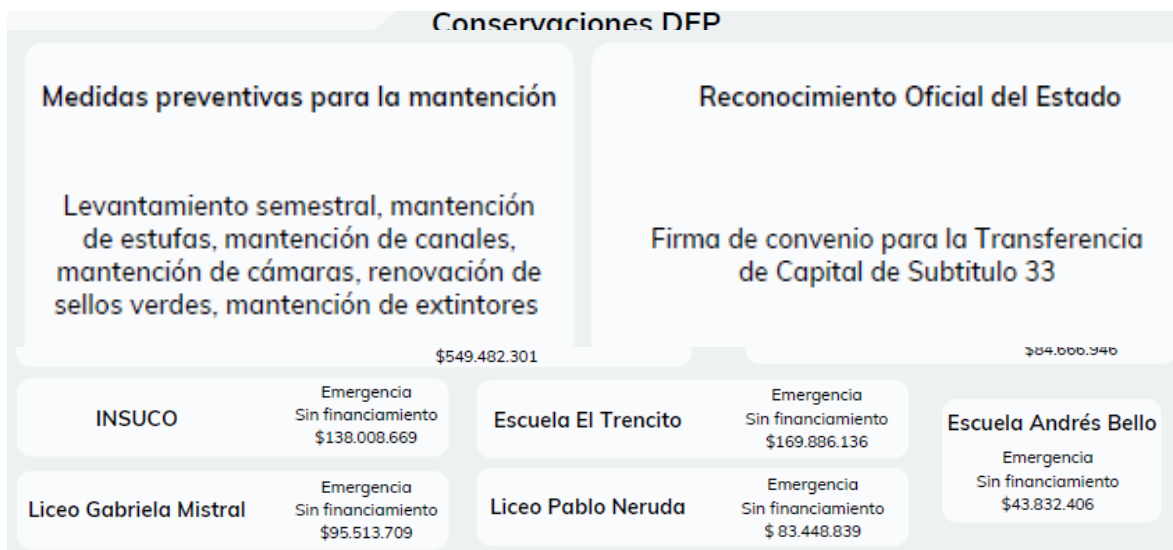 Conservaciones DEP
Medidas preventivas para la mantención
Levantamiento semestral, mantención
de estufas, mantención de canales,
mantención de cámaras, renovación de
sellos verdes, mantención de extintores
Reconocimiento Oficial del Estado
Firma de convenio para la Transferencia
de Capital de Subtitulo 33
$549.482.301
$84.666.946
INSUCO
Emergencia
Sin financiamiento
$138.008.669
Escuela El Trencito
Emergencia
Sin financiamiento
$169.886.136
Escuela Andrés Bello
Emergencia
Sin financiamiento
$43.832.406
Liceo Gabriela Mistral
Emergencia
Sin financiamiento
$95.513.709
Liceo Pablo Neruda
Emergencia
Sin financiamiento
$ 83.448.839